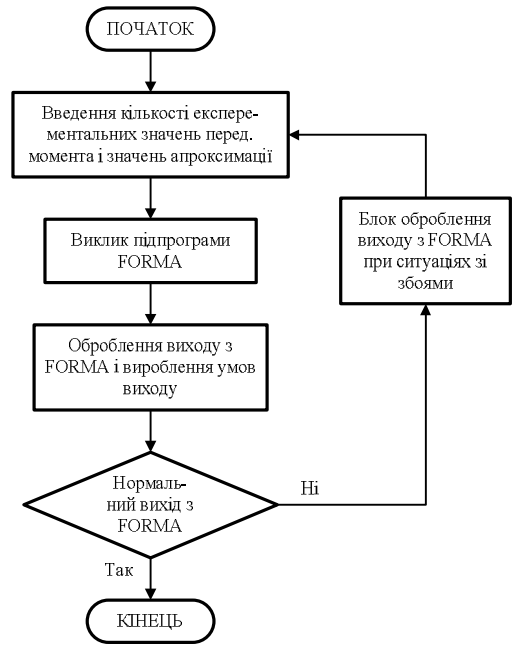 ПОЧАТОК
Введення кількості експере-
ментальних значень перед.
момента і значень апроксимації
Виклик підпрограми
FORMA
Оброблення виходу з
FORMA і вироблення умов
виходу
Нормаль-
ний вихід з
FORMA
Ні
Блок оброблення
виходу з FORMA
при ситуаціях зі
збоями
Так
КІНЕЦЬ